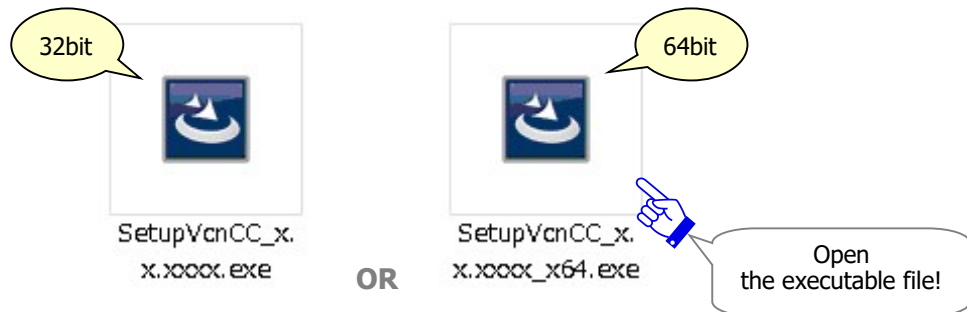 32bit
64bit
SetupVcnCC_x.
x.xxxx.exe
OR
SetupVcnCC_x.
x.xxxx_x64.exe
Open
the executable file!